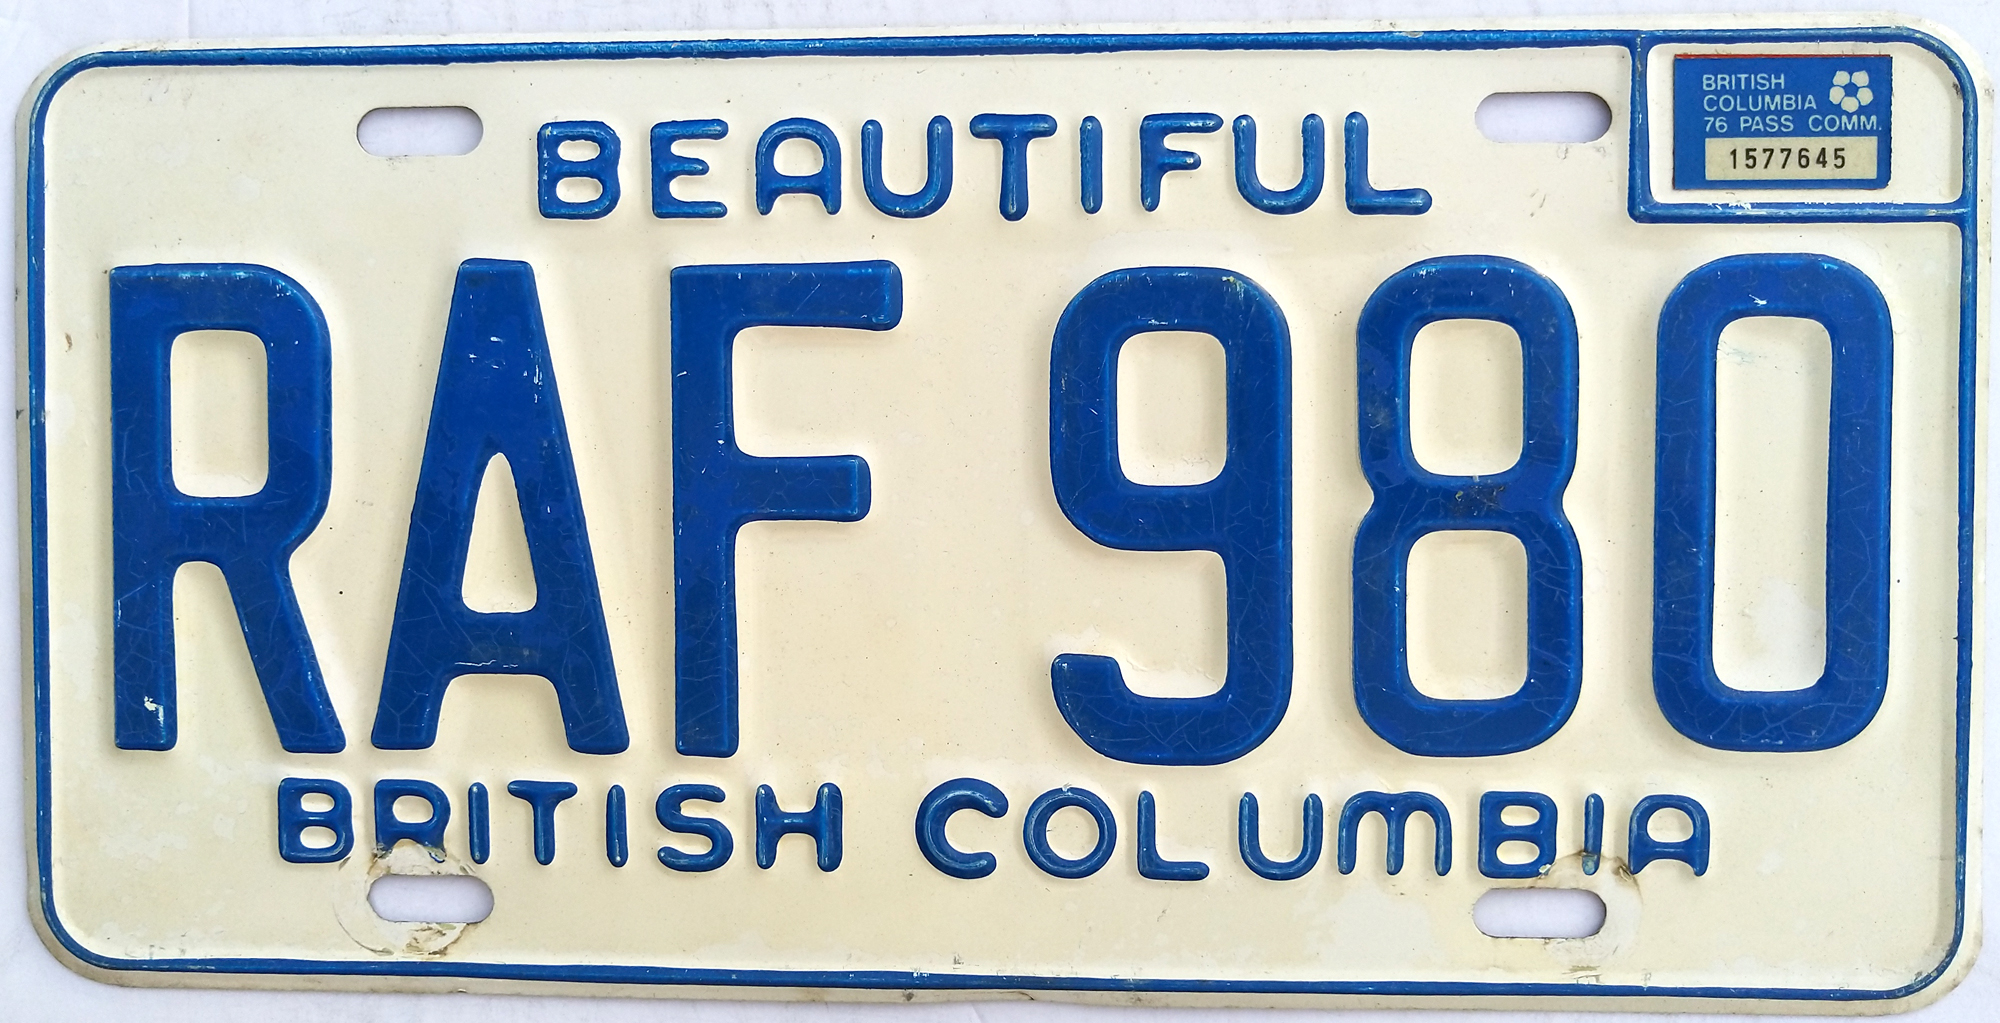 BEAUTIFUL
BRITISH
COLUMBIA
76 PASS COMM.
1577645
RAF 980
BRITISH COLUMBIA